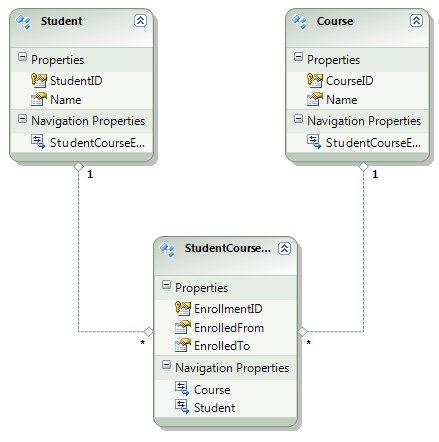 Student
Properties
StudentID
Name
Navigation Properties
StudentCourseE...
1
Course
Properties
CourseID
Name
Navigation Properties
StudentCourseE...
1
StudentCourse...
Properties
EnrollmentID
EnrolledFrom
EnrolledTo
Navigation Properties
Course
Student
*
*